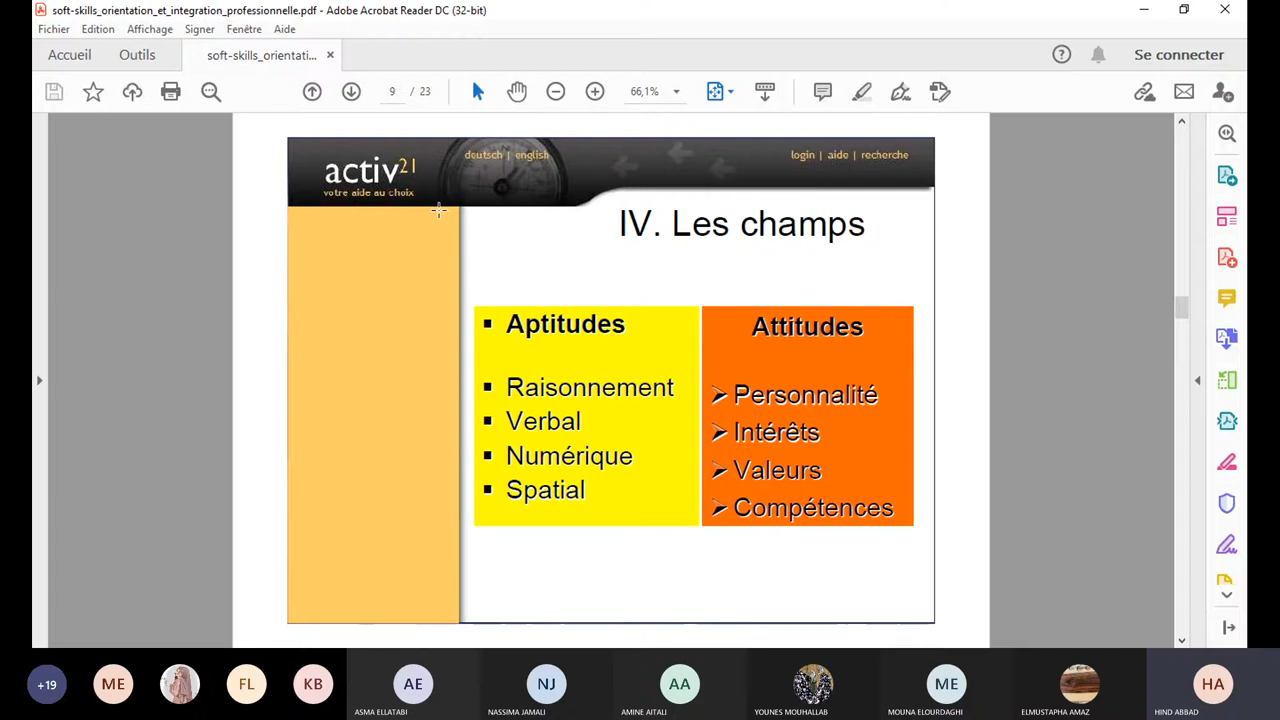 soft-skills_orientation_et_integration_professionnelle.pdf - Adobe Acrobat Reader DC (32-bit)
Fichier Edition Affichage Signer Fenêtre Aide
Accueil Outils soft-skills_orientati... × Se connecter
9 / 23 66,1%
activ21
votre aide au choix
deutsch | english
login | aide | recherche
IV. Les champs
Aptitudes
Raisonnement
Verbal
Numérique
Spatial
Attitudes
Personnalité
Intérêts
Valeurs
Compétences
+19 ME FL KB AE NJ AA ME HA
ASMA ELLATABI NASSIMA JAMALI AMINE AITALI YOUNES MOUHALLAB MOUNA ELOURDAGHI ELMUSTAPHA AMAZ HIND ABBAD